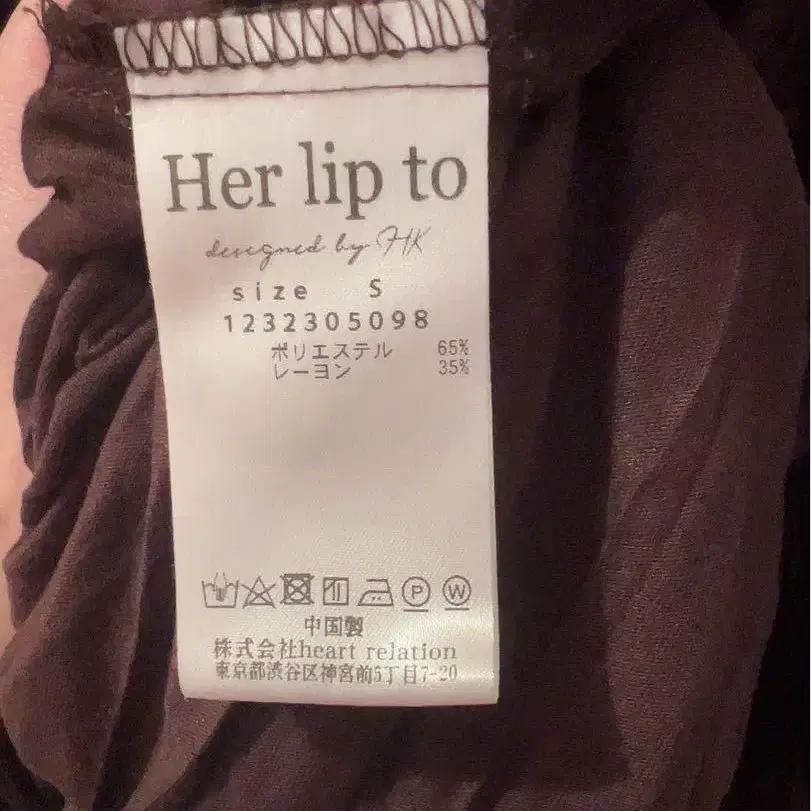 Her lip to
designed by HK
size S
1232305098
ポリエステル 65%
レーヨン 35%
P W
中国製
株式会社heart relation
東京都渋谷区神宮前5丁目7-20